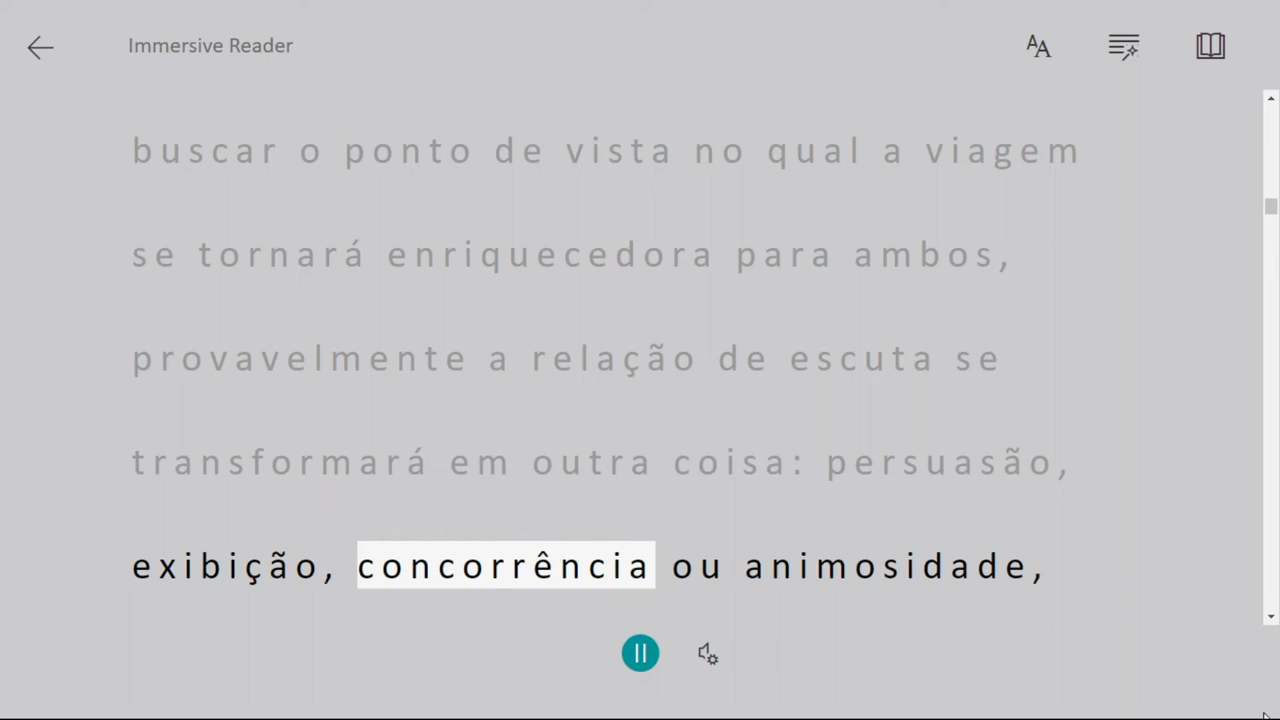 Immersive Reader
buscar o ponto de vista no qual a viagem
se tornará enriquecedora para ambos,
provavelmente a relação de escuta se
transformará em outra coisa: persuasão,
exibição, concorrência ou animosidade,